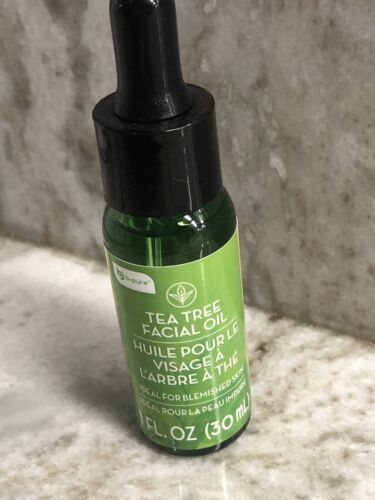 b b·pure™
TEA TREE
FACIAL OIL
HUILE POUR LE
VISAGE À
L'ARBRE À THÉ
IDEAL FOR BLEMISHED SKIN
IDÉAL POUR LA PEAU IMPURE
1 FL. OZ (30 mL)